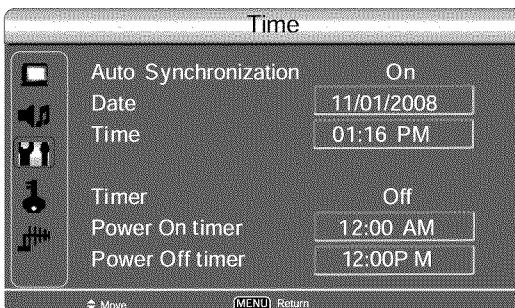 Time
Auto Synchronization On
Date 11/01/2008
Time 01:16 PM
Timer Off
Power On timer 12:00 AM
Power Off timer 12:00P M
Move MENU Return